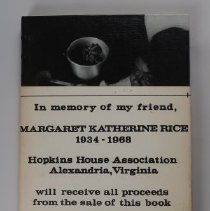 In memory of my friend,
MARGARET KATHERINE RICE
1934 - 1968
Hopkins House Association
Alexandria, Virginia
will receive all proceeds
from the sale of this book